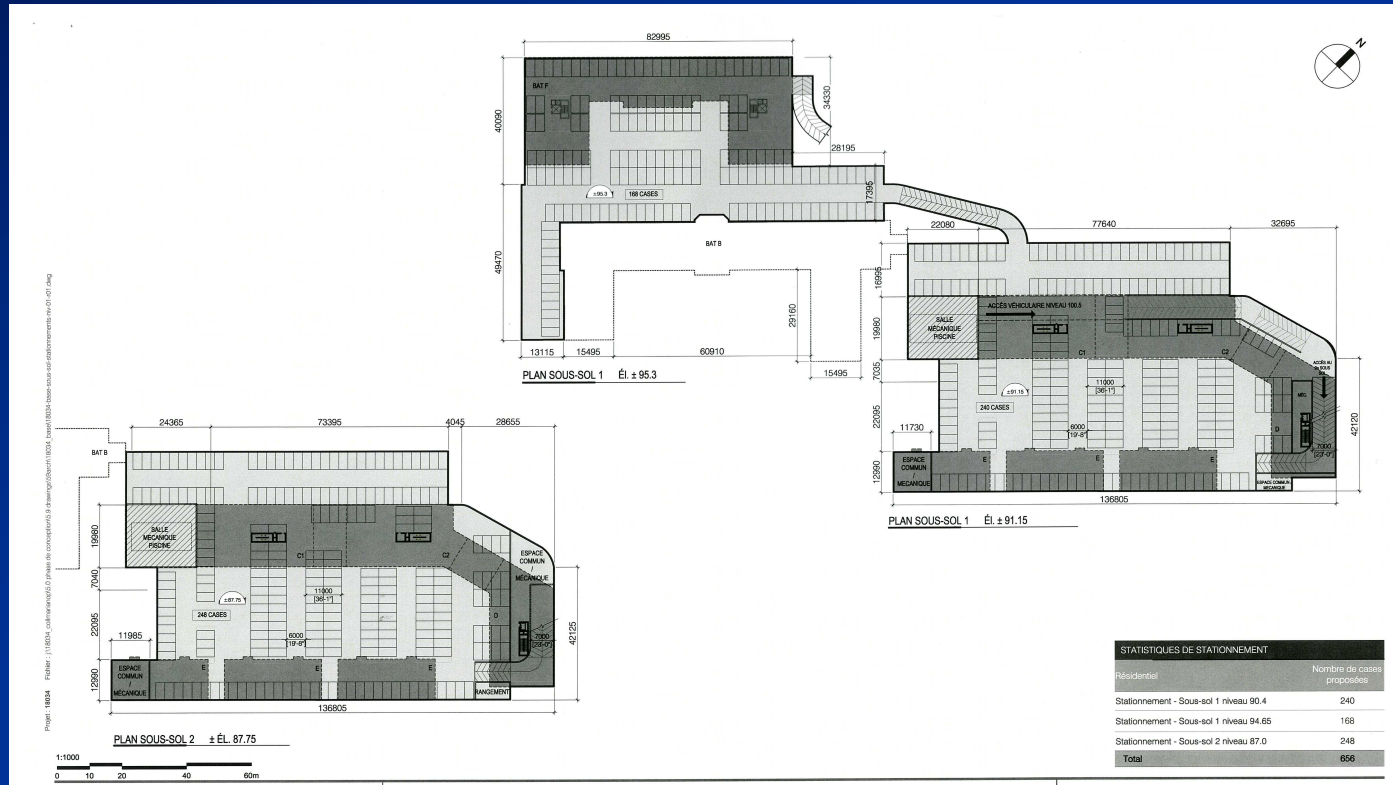 N
82995
BAT F
40090
34330
28195
±95.3
168 CASES
17395
49470
BAT B
29160
13115
15495
60910
15495
PLAN SOUS-SOL 1 ÉL. ± 95.3
22080
77640
32695
16995
ACCÈS VÉHICULAIRE NIVEAU 100.5
SALLE
MÉCANIQUE
PISCINE
19980
C1
C2
7035
±91.15
11000
[36'-1"]
240 CASES
MÉC.
22095
42120
11730
6000
[19'-8"]
D
7000
[23'-0"]
E
E
E
ESPACE
COMMUN
/
MÉCANIQUE
12990
136805
PLAN SOUS-SOL 1 ÉL. ± 91.15
24365
73395
4045
28655
BAT B
SALLE
MÉCANIQUE
PISCINE
19980
C1
C2
ESPACE
COMMUN
/
MÉCANIQUE
7040
±87.75
11000
[36'-1"]
248 CASES
22095
42125
11985
6000
[19'-8"]
D
7000
[23'-0"]
E
E
E
ESPACE
COMMUN
/
MÉCANIQUE
12990
RANGEMENT
136805
PLAN SOUS-SOL 2 ± ÉL. 87.75
1:1000
0 10 20 40 60m
Projet : 18034
STATISTIQUES DE STATIONNEMENT
Résidentiel
Nombre de cases
proposées
Stationnement - Sous-sol 1 niveau 90.4 240
Stationnement - Sous-sol 1 niveau 94.65 168
Stationnement - Sous-sol 2 niveau 87.0 248
Total 656